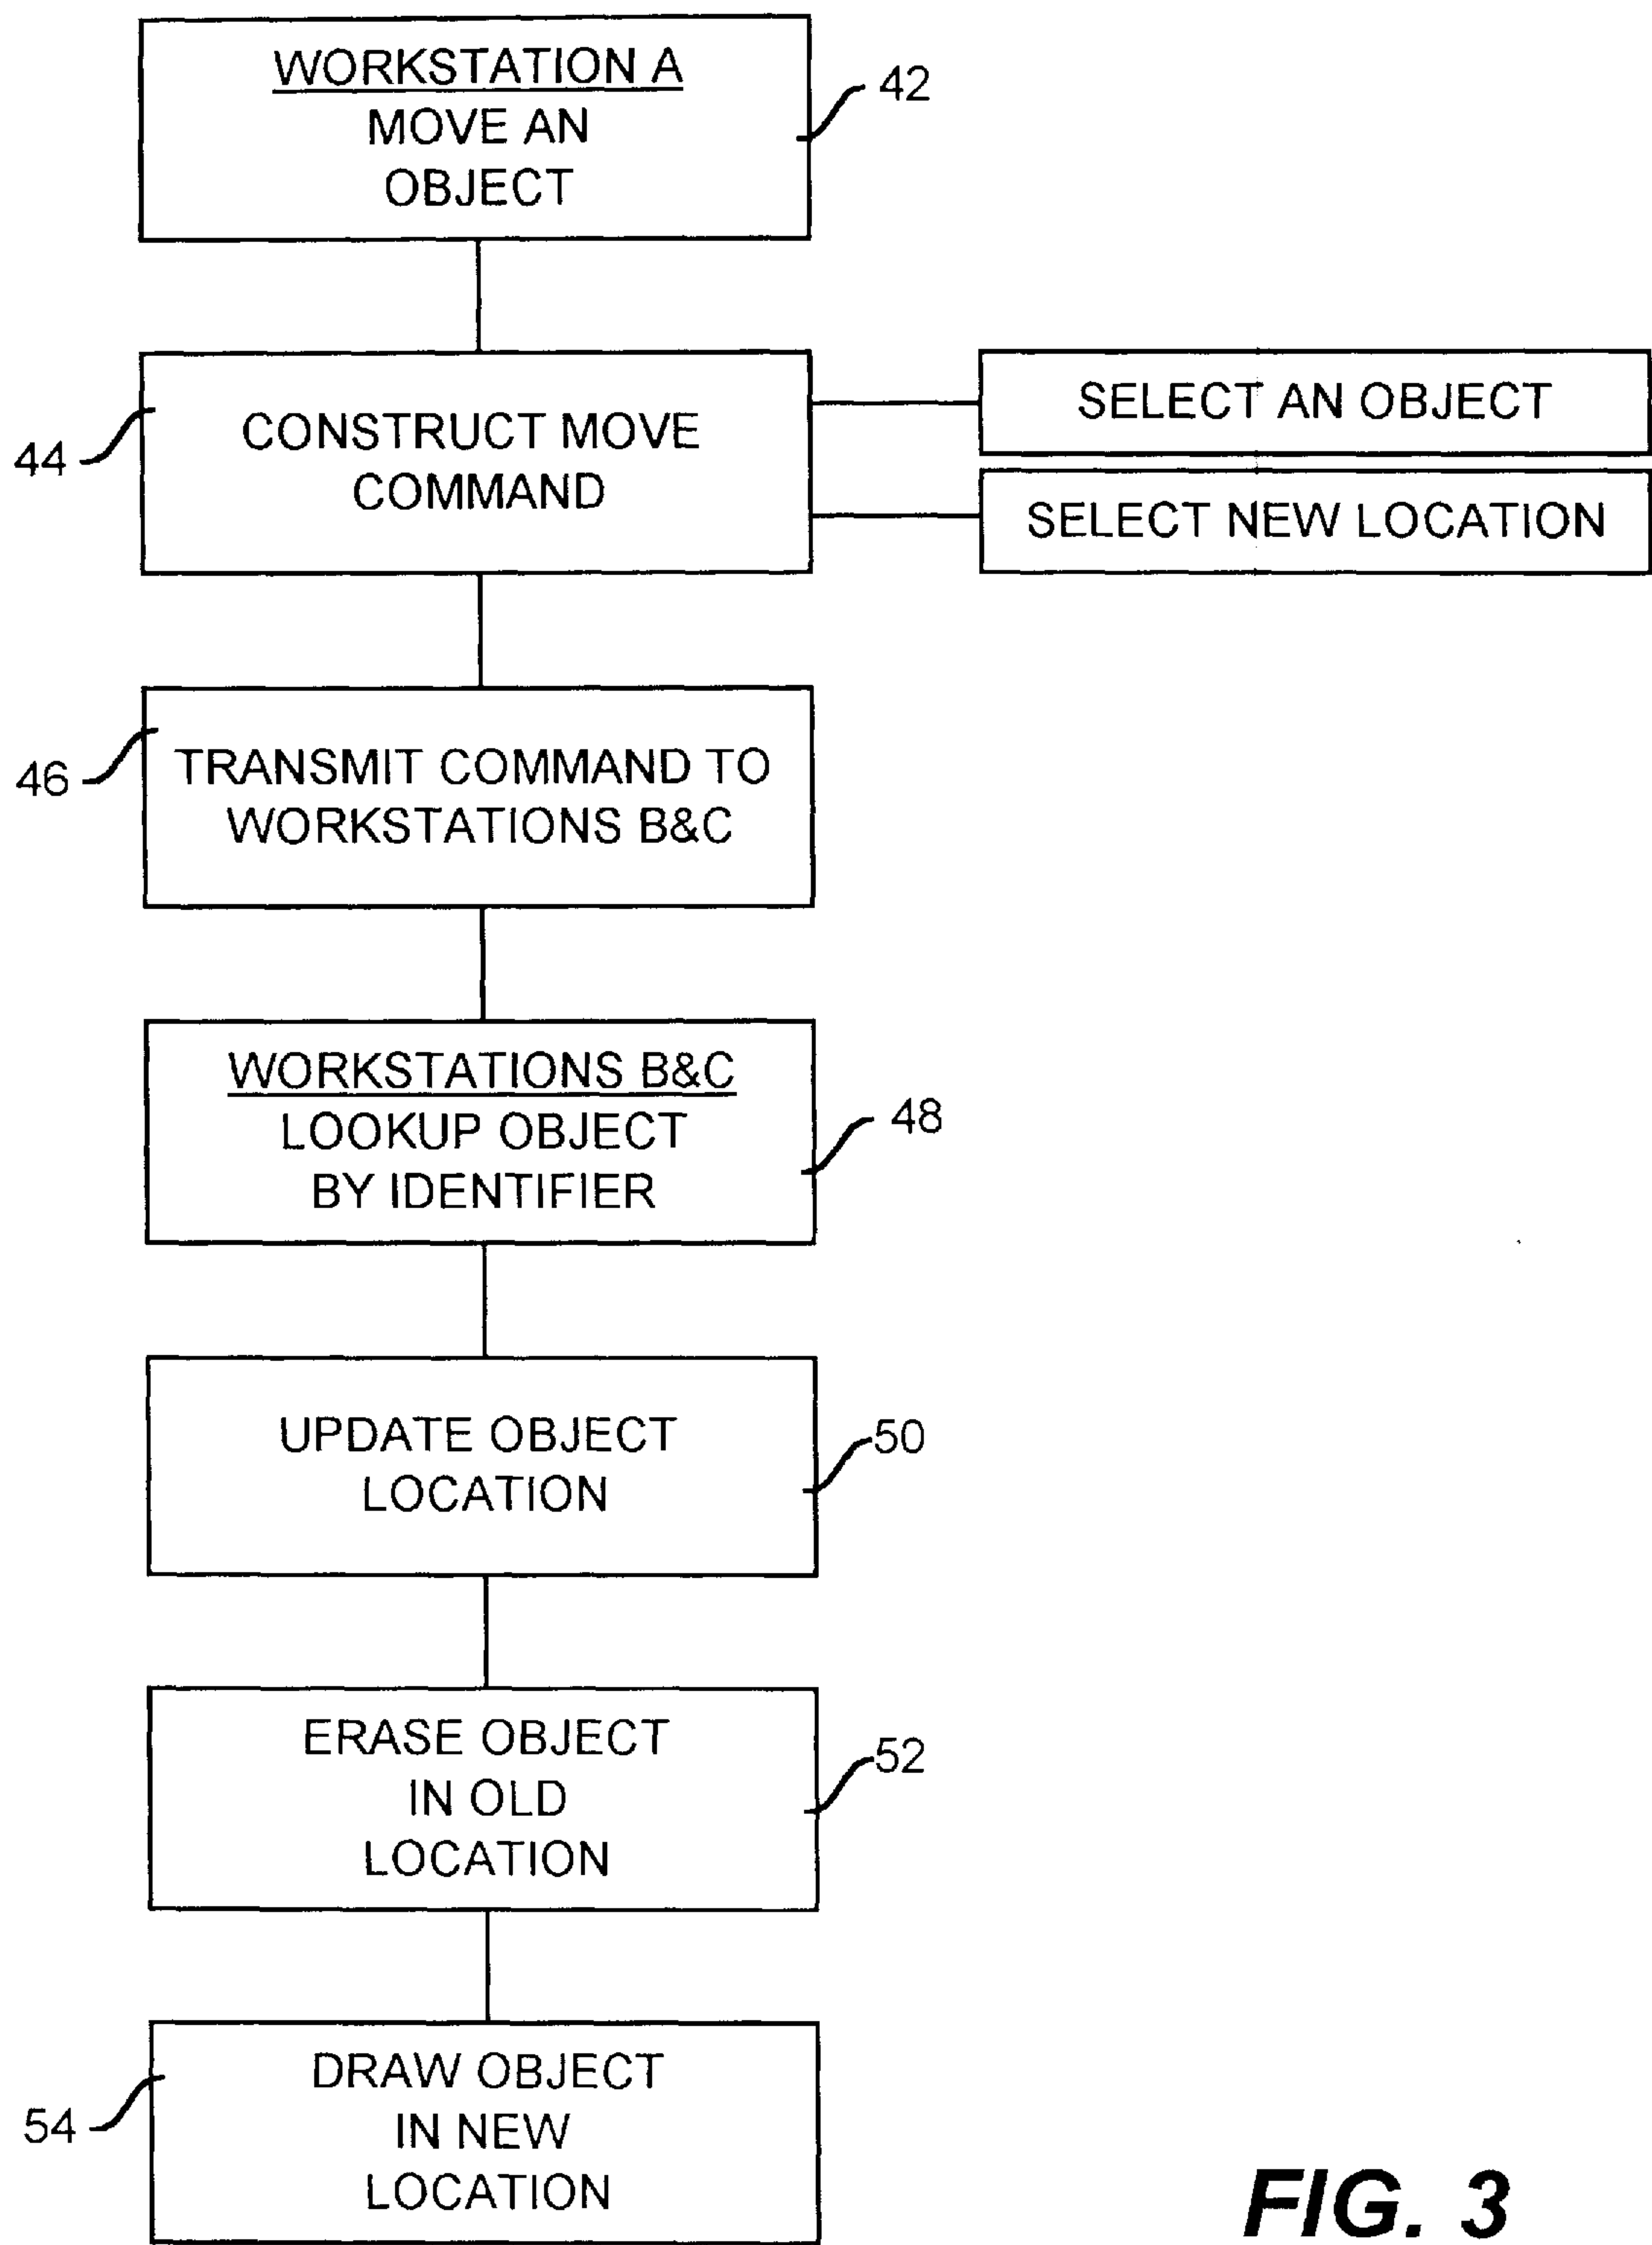 WORKSTATION A
MOVE AN
OBJECT
42
44
CONSTRUCT MOVE
COMMAND
SELECT AN OBJECT
SELECT NEW LOCATION
46
TRANSMIT COMMAND TO
WORKSTATIONS B&C
WORKSTATIONS B&C
LOOKUP OBJECT
BY IDENTIFIER
48
UPDATE OBJECT
LOCATION
50
ERASE OBJECT
IN OLD
LOCATION
52
54
DRAW OBJECT
IN NEW
LOCATION
FIG. 3